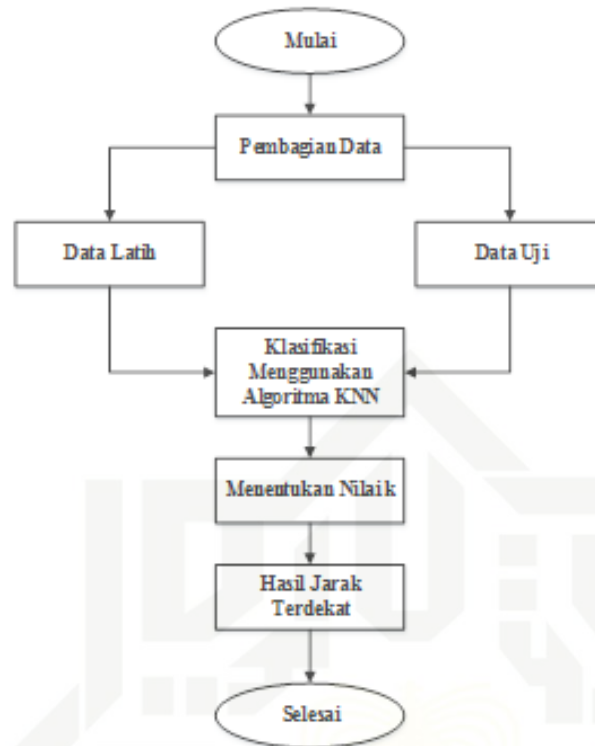 Mulai
Pembagian Data
Data Latih
Data Uji
Klasifikasi
Menggunakan
Algoritma KNN
Menentukan Nilai k
Hasil Jarak
Terdekat
Selesai